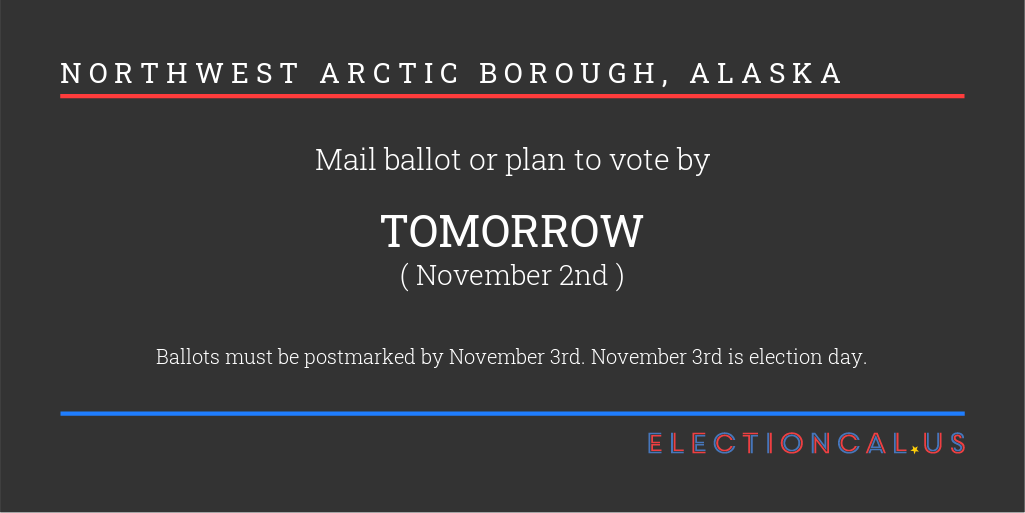 NORTHWEST ARCTIC BOROUGH, ALASKA
Mail ballot or plan to vote by
TOMORROW
( November 2nd )
Ballots must be postmarked by November 3rd. November 3rd is election day.
ELECTIONCAL.US